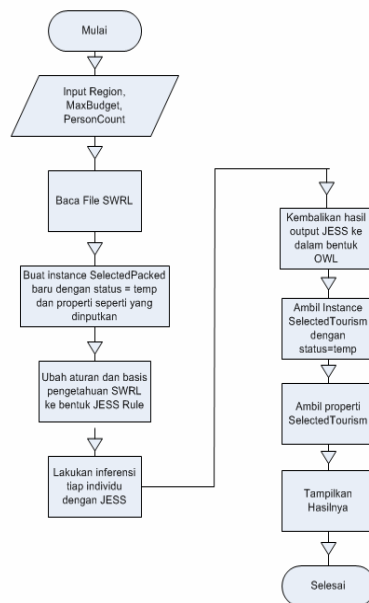 Mulai
Input Region,
MaxBudget,
PersonCount
Baca File SWRL
Buat instance SelectedPacked
baru dengan status = temp
dan properti seperti yang
dinputkan
Ubah aturan dan basis
pengetahuan SWRL
ke bentuk JESS Rule
Lakukan inferensi
tiap individu
dengan JESS
Kembalikan hasil
output JESS ke
dalam bentuk
OWL
Ambil Instance
SelectedTourism
dengan
status=temp
Ambil properti
SelectedTourism
Tampilkan
Hasilnya
Selesai